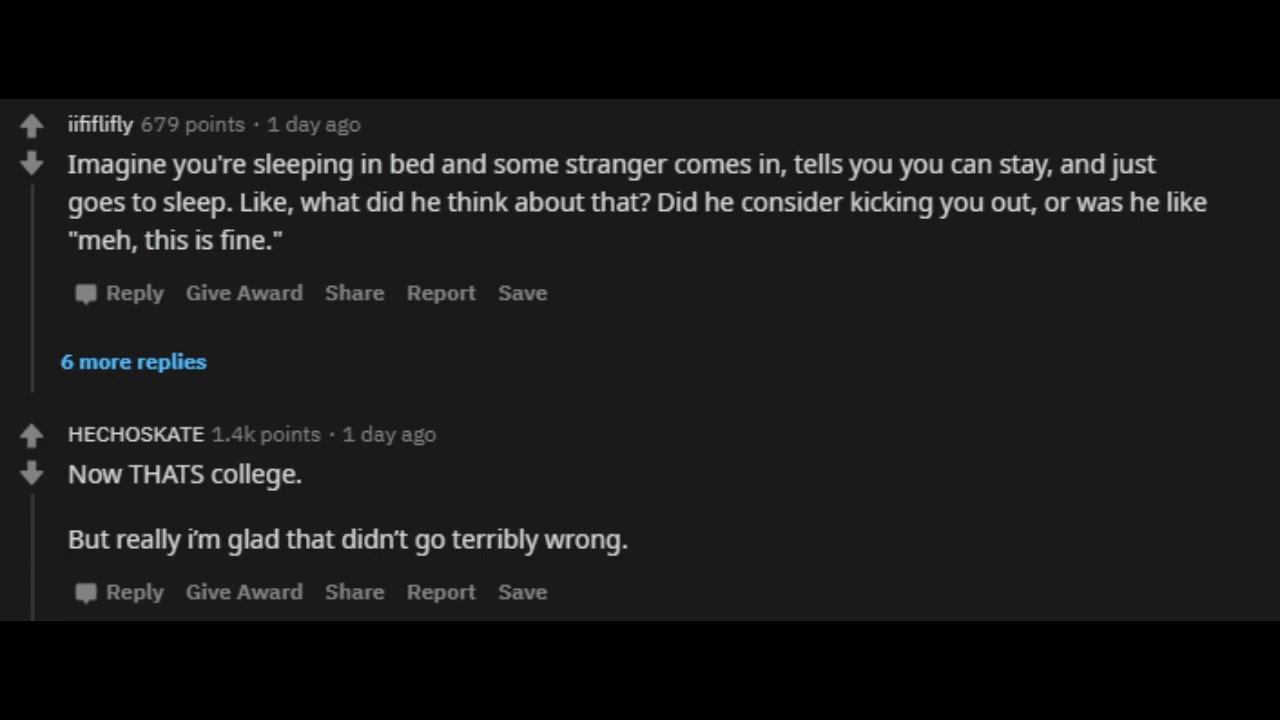 iififlifly 679 points · 1 day ago
Imagine you're sleeping in bed and some stranger comes in, tells you you can stay, and just
goes to sleep. Like, what did he think about that? Did he consider kicking you out, or was he like
"meh, this is fine."
Reply Give Award Share Report Save
6 more replies
HECHOSKATE 1.4k points · 1 day ago
Now THATS college.
But really i’m glad that didn’t go terribly wrong.
Reply Give Award Share Report Save